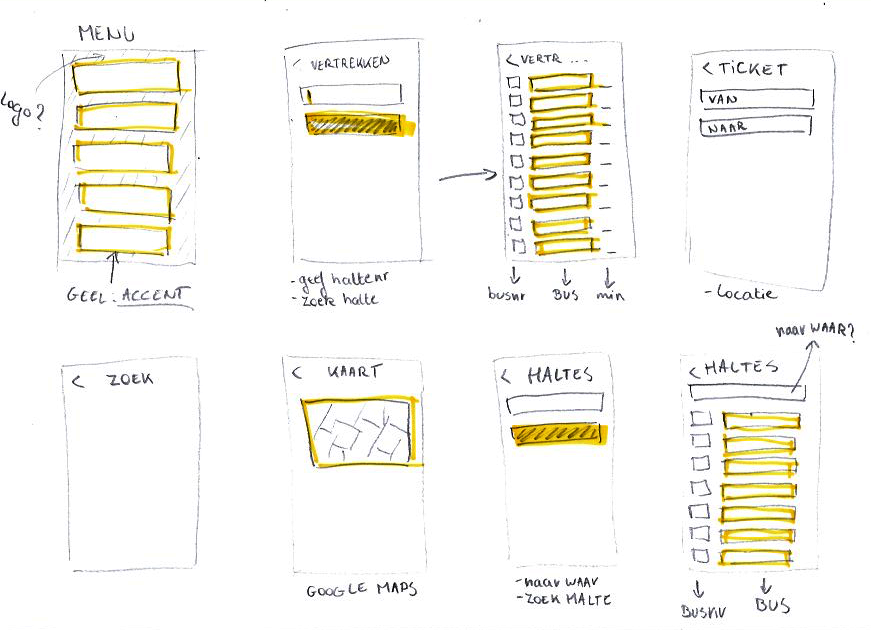 MENU
Logo?
GEEL: ACCENT
< VERTREKKEN
- geef haltenr
- zoek halte
< VERTR ...
busnr
BUS
min
< TICKET
VAN
NAAR
- Locatie
< ZOEK
< KAART
GOOGLE MAPS
< HALTES
- naar WAAR
- ZOEK HALTE
naar WAAR?
< HALTES
BUSnr
BUS